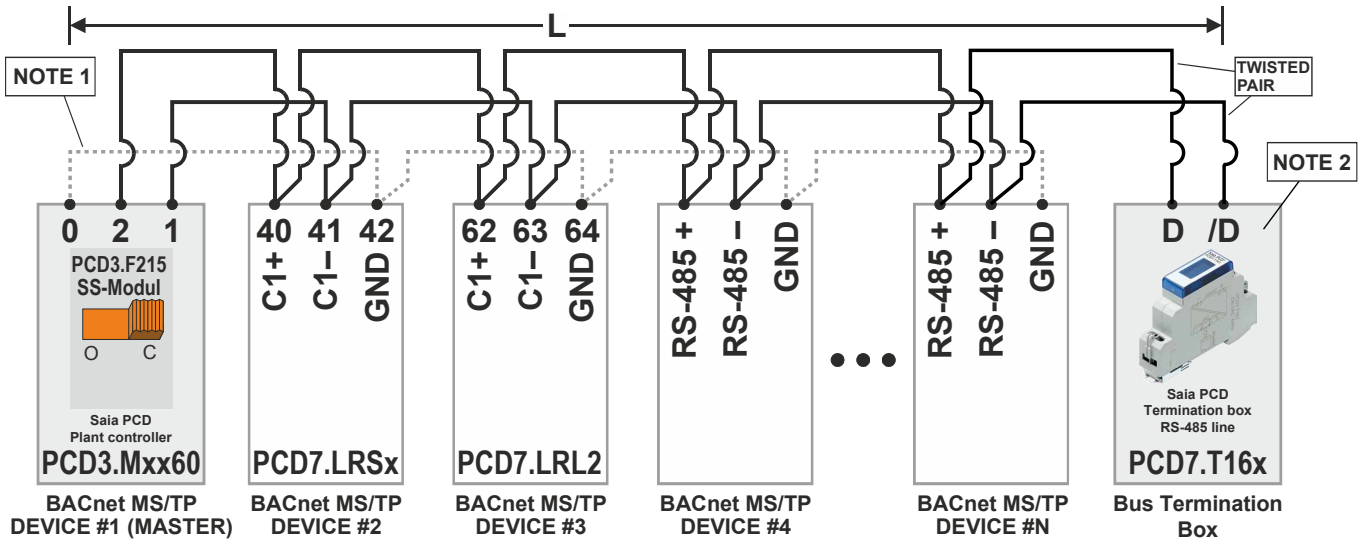 L
NOTE 1
TWISTED
PAIR
NOTE 2
0 2 1
PCD3.F215
SS-Modul
O C
Saia PCD
Plant controller
PCD3.Mxx60
BACnet MS/TP
DEVICE #1 (MASTER)
40 41 42
C1+
C1−
GND
PCD7.LRSx
BACnet MS/TP
DEVICE #2
62 63 64
C1+
C1−
GND
PCD7.LRL2
BACnet MS/TP
DEVICE #3
RS-485 +
RS-485 −
GND
BACnet MS/TP
DEVICE #4
RS-485 +
RS-485 −
GND
BACnet MS/TP
DEVICE #N
D /D
Saia PCD
Termination box
RS-485 line
PCD7.T16x
Bus Termination
Box